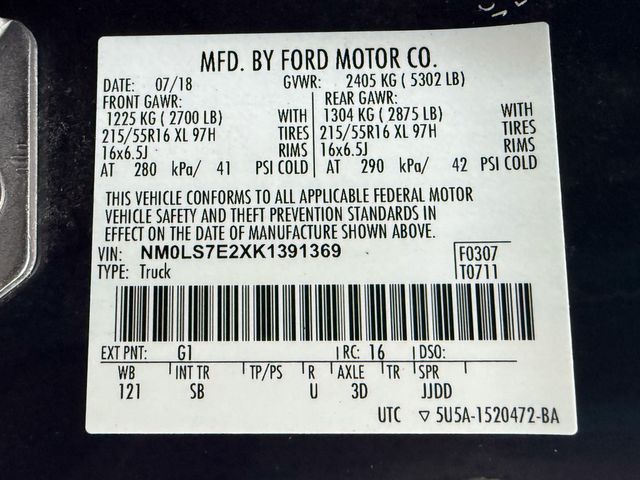 MFD. BY FORD MOTOR CO.
DATE: 07/18 GVWR: 2405 KG ( 5302 LB)
FRONT GAWR: REAR GAWR:
1225 KG ( 2700 LB) WITH 1304 KG ( 2875 LB) WITH
215/55R16 XL 97H TIRES 215/55R16 XL 97H TIRES
16x6.5J RIMS 16x6.5J RIMS
AT 280 kPa/ 41 PSI COLD AT 290 kPa/ 42 PSI COLD
THIS VEHICLE CONFORMS TO ALL APPLICABLE FEDERAL MOTOR
VEHICLE SAFETY AND THEFT PREVENTION STANDARDS IN
EFFECT ON THE DATE OF MANUFACTURE SHOWN ABOVE.
VIN: NM0LS7E2XK1391369 F0307
TYPE: Truck T0711
EXT PNT: G1 RC: 16 DSO:
WB INT TR TP/PS R AXLE TR SPR
121 SB U 3D JJDD
UTC ▽ 5U5A-1520472-BA